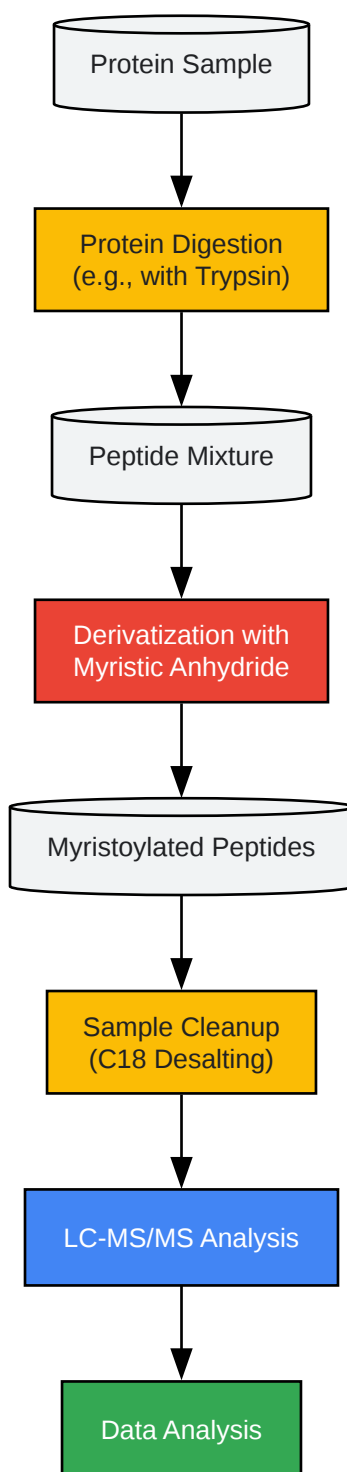 Protein Sample
Protein Digestion
(e.g., with Trypsin)
Peptide Mixture
Derivatization with
Myristic Anhydride
Myristoylated Peptides
Sample Cleanup
(C18 Desalting)
LC-MS/MS Analysis
Data Analysis